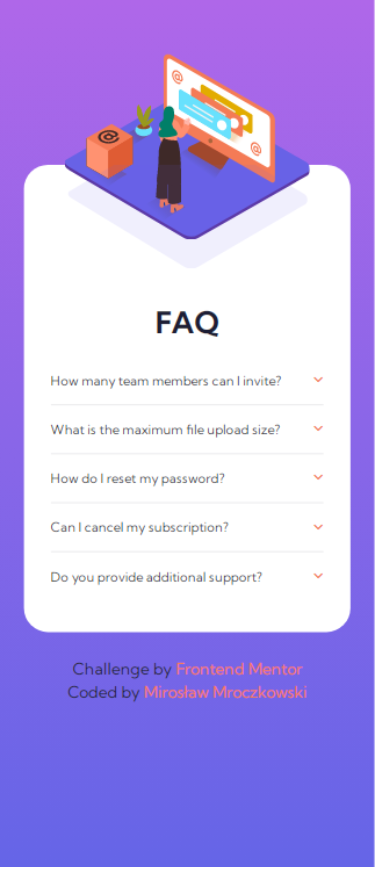 @
@
@
FAQ
How many team members can I invite?
What is the maximum file upload size?
How do I reset my password?
Can I cancel my subscription?
Do you provide additional support?
Challenge by Frontend Mentor
Coded by Mirosław Mroczkowski